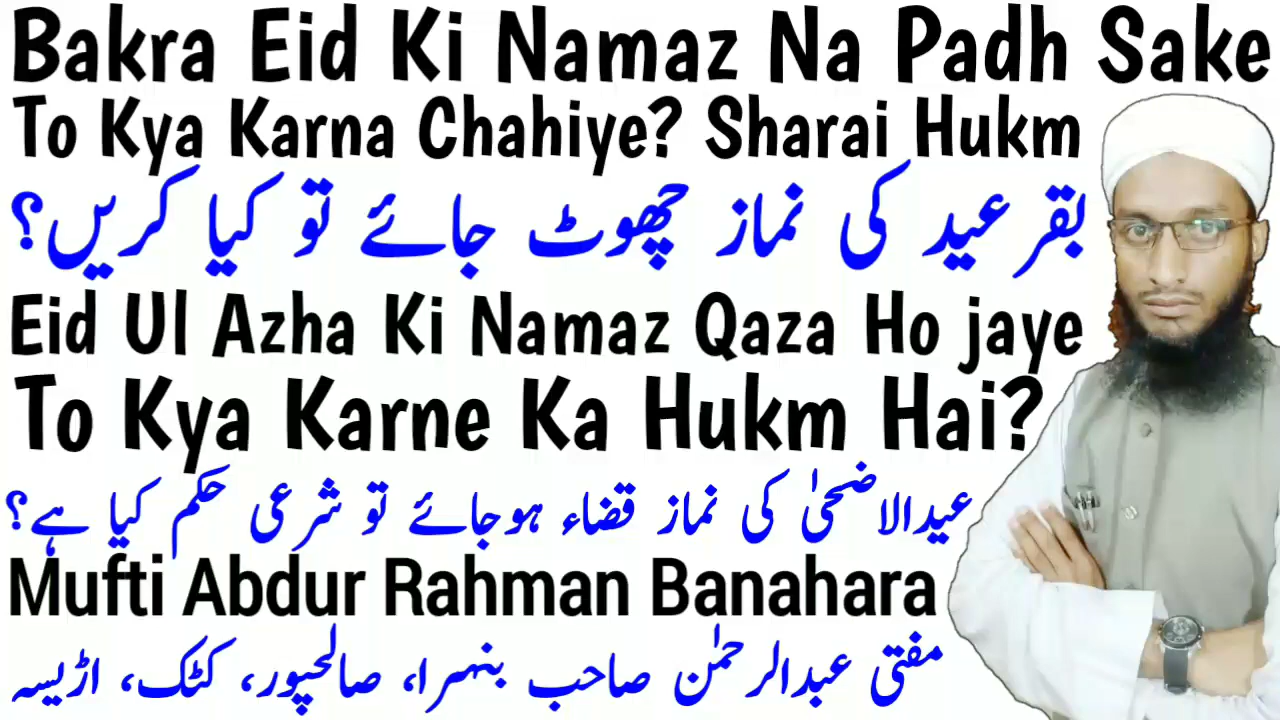 Bakra Eid Ki Namaz Na Padh Sake
To Kya Karna Chahiye? Sharai Hukm
بقرعید کی نماز چھوٹ جائے تو کیا کریں؟
Eid Ul Azha Ki Namaz Qaza Ho jaye
To Kya Karne Ka Hukm Hai?
عیدالاضحیٰ کی نماز قضاء ہوجائے تو شرعی حکم کیا ہے؟
Mufti Abdur Rahman Banahara
مفتی عبدالرحمٰن صاحب بنہرا، صالحپور، کٹک، اڑیسہ